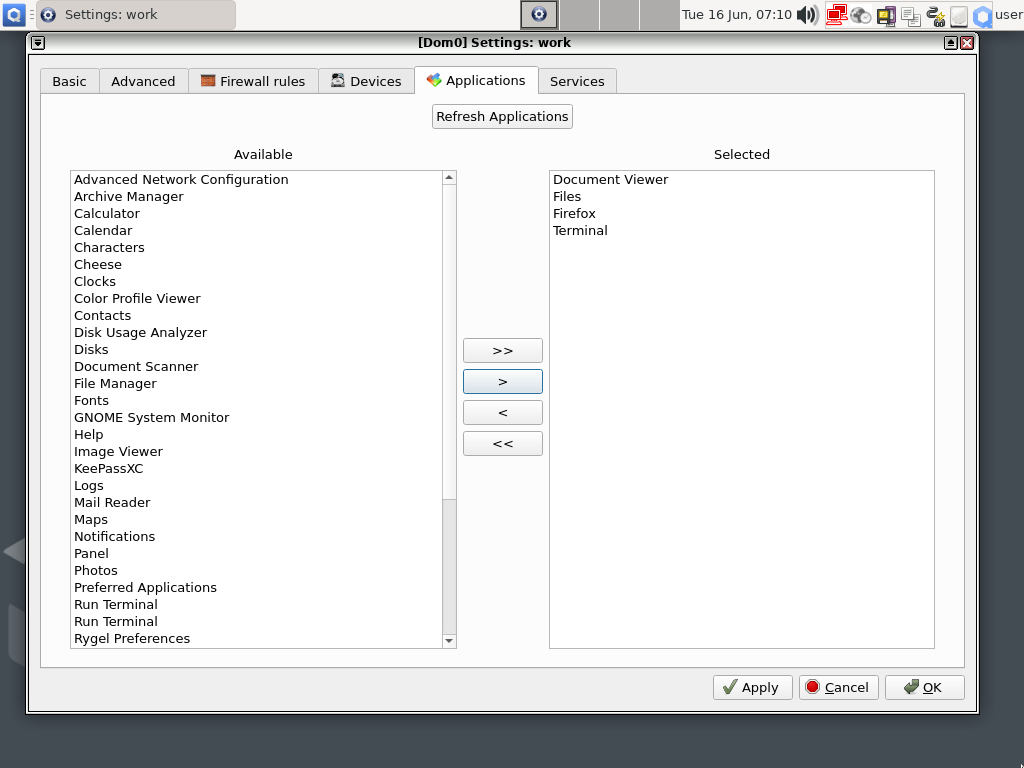 Settings: work
Tue 16 Jun, 07:10
user
[Dom0] Settings: work
Basic
Advanced
Firewall rules
Devices
Applications
Services
Refresh Applications
Available
Selected
Advanced Network Configuration
Archive Manager
Calculator
Calendar
Characters
Cheese
Clocks
Color Profile Viewer
Contacts
Disk Usage Analyzer
Disks
Document Scanner
File Manager
Fonts
GNOME System Monitor
Help
Image Viewer
KeePassXC
Logs
Mail Reader
Maps
Notifications
Panel
Photos
Preferred Applications
Run Terminal
Run Terminal
Rygel Preferences
>>
>
<
<<
Document Viewer
Files
Firefox
Terminal
Apply
Cancel
OK